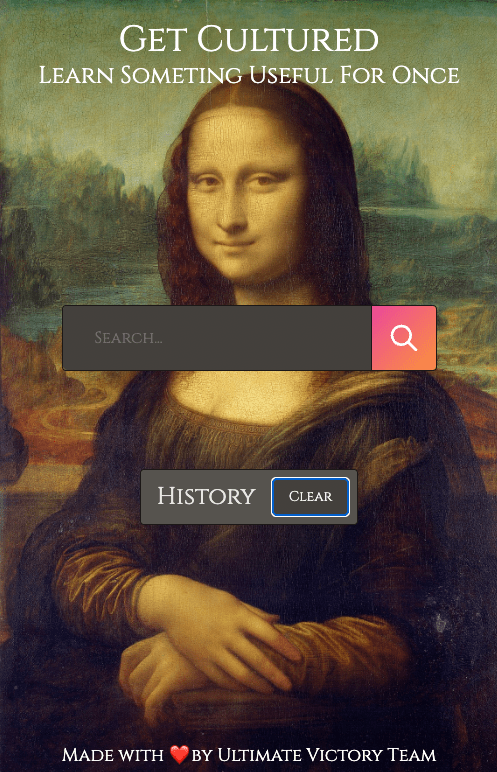 Get Cultured
Learn Someting Useful For Once
Search...
History Clear
Made with ❤️ by Ultimate Victory Team